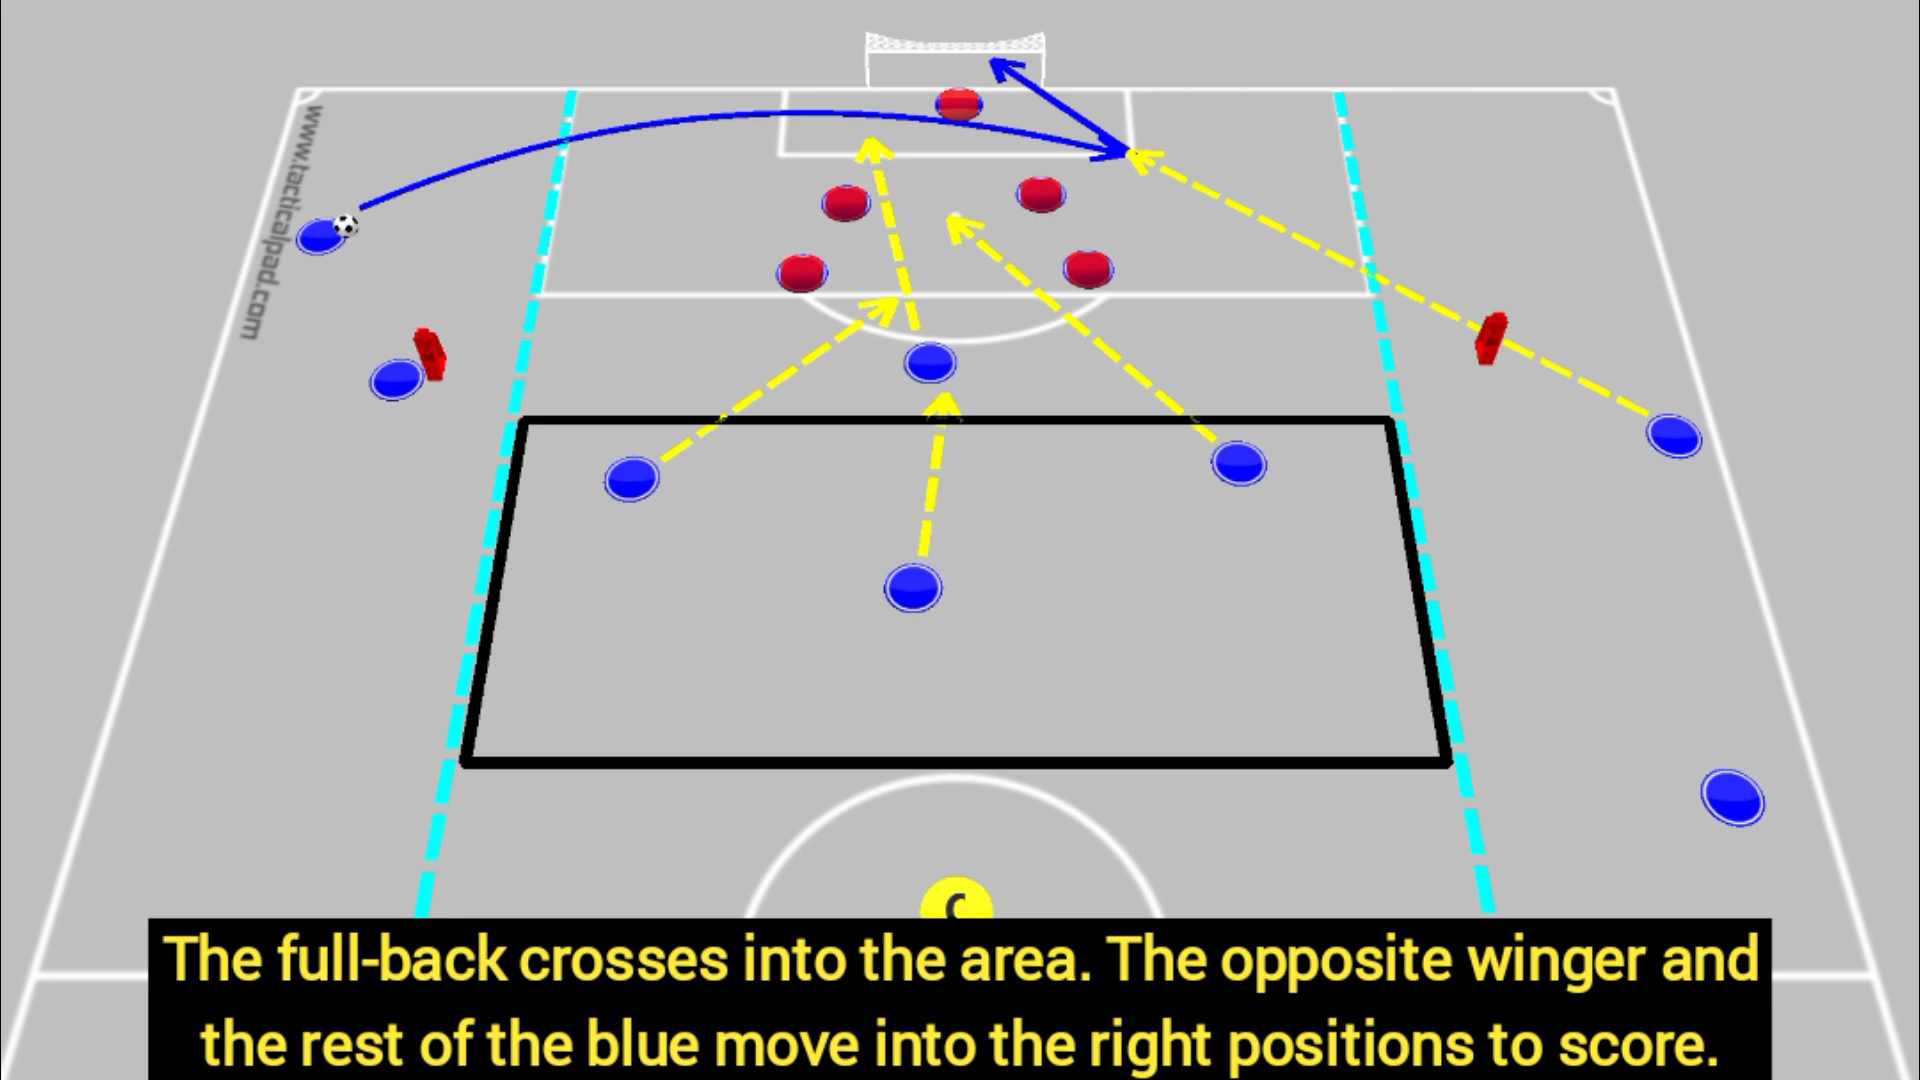 www.tacticalpad.com
C
The full-back crosses into the area. The opposite winger and
the rest of the blue move into the right positions to score.